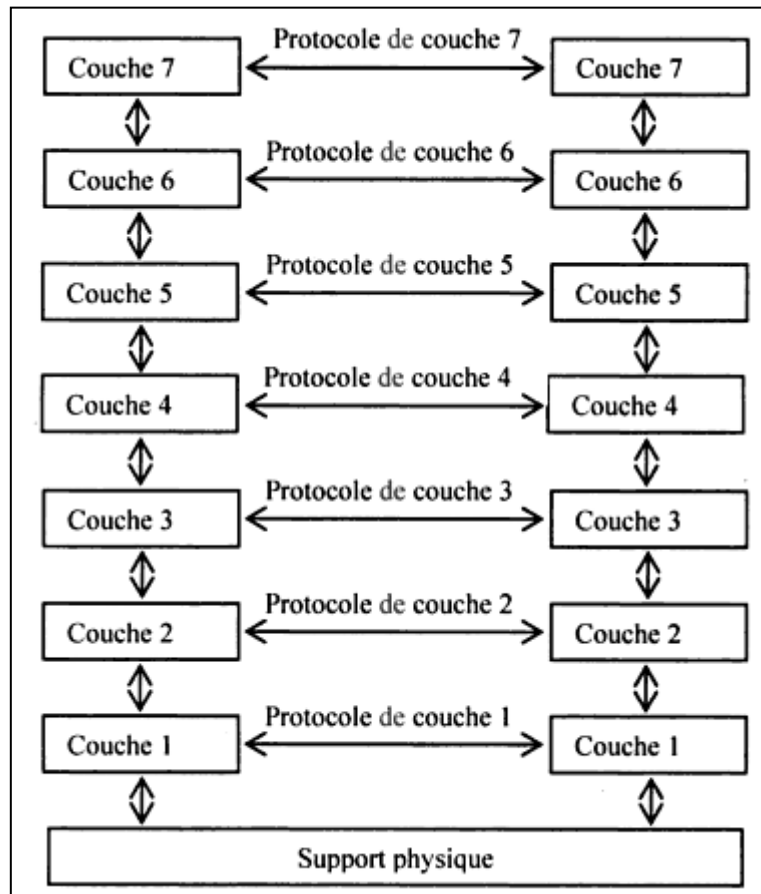 Protocole de couche 7
Couche 7
Couche 7
Protocole de couche 6
Couche 6
Couche 6
Protocole de couche 5
Couche 5
Couche 5
Protocole de couche 4
Couche 4
Couche 4
Protocole de couche 3
Couche 3
Couche 3
Protocole de couche 2
Couche 2
Couche 2
Protocole de couche 1
Couche 1
Couche 1
Support physique